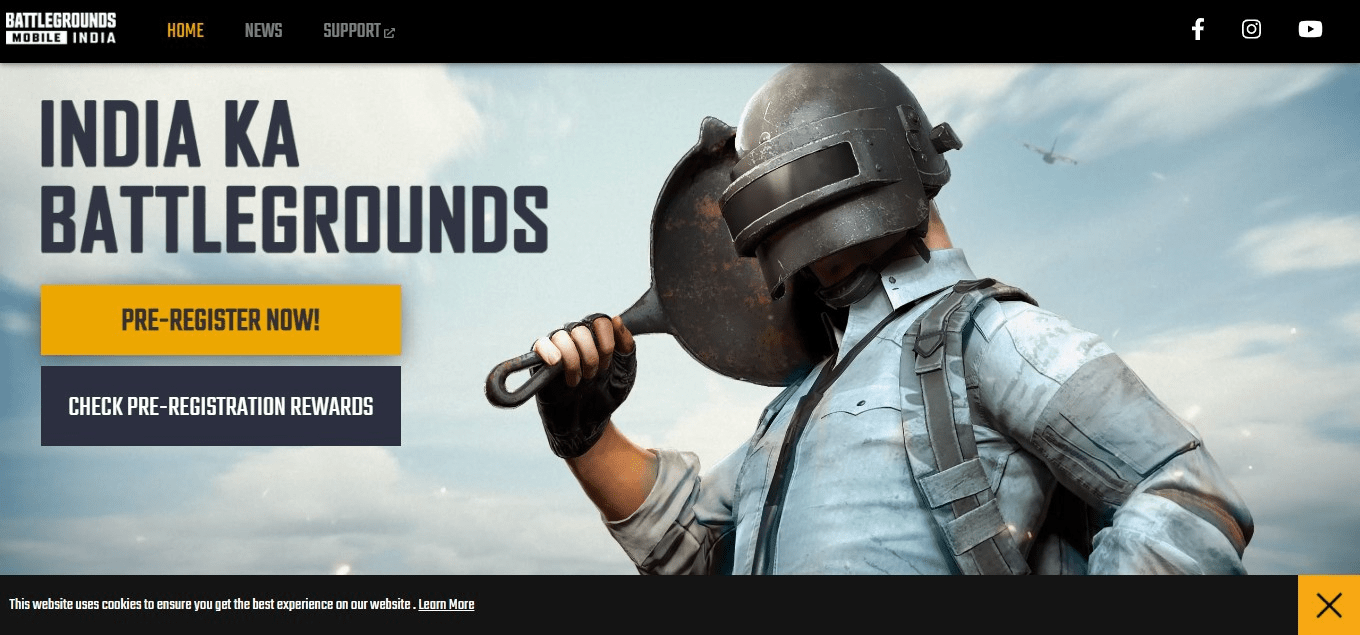 BATTLEGROUNDS
MOBILE INDIA
HOME
NEWS
SUPPORT
INDIA KA
BATTLEGROUNDS
PRE-REGISTER NOW!
CHECK PRE-REGISTRATION REWARDS
This website uses cookies to ensure you get the best experience on our website . Learn More